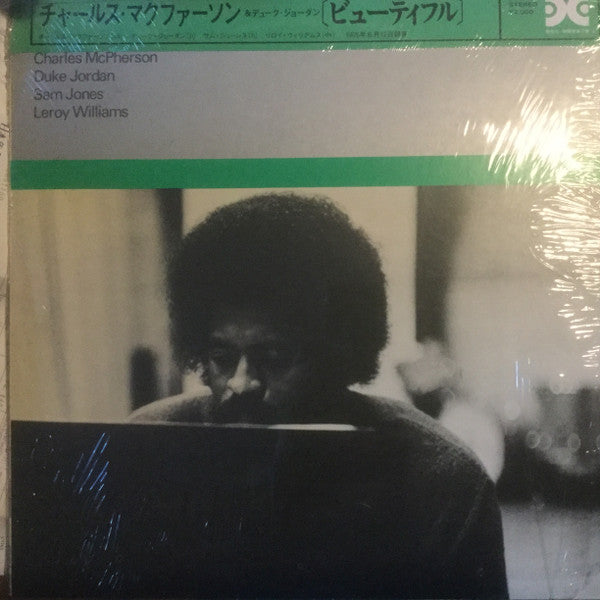 チャールス・マクファーソン &デューク・ジョーダン [ビューティフル]
STEREO
Charles McPherson
Duke Jordan
Sam Jones
Leroy Williams